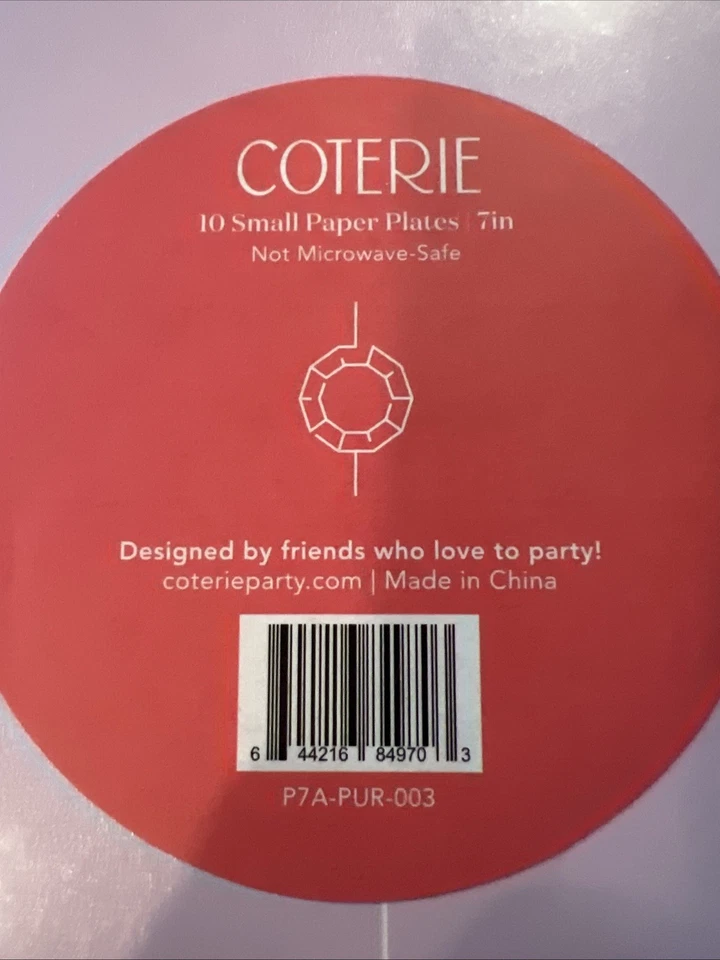 COTERIE
10 Small Paper Plates | 7in
Not Microwave-Safe
Designed by friends who love to party!
coterieparty.com | Made in China
6 44216 84970 3
P7A-PUR-003